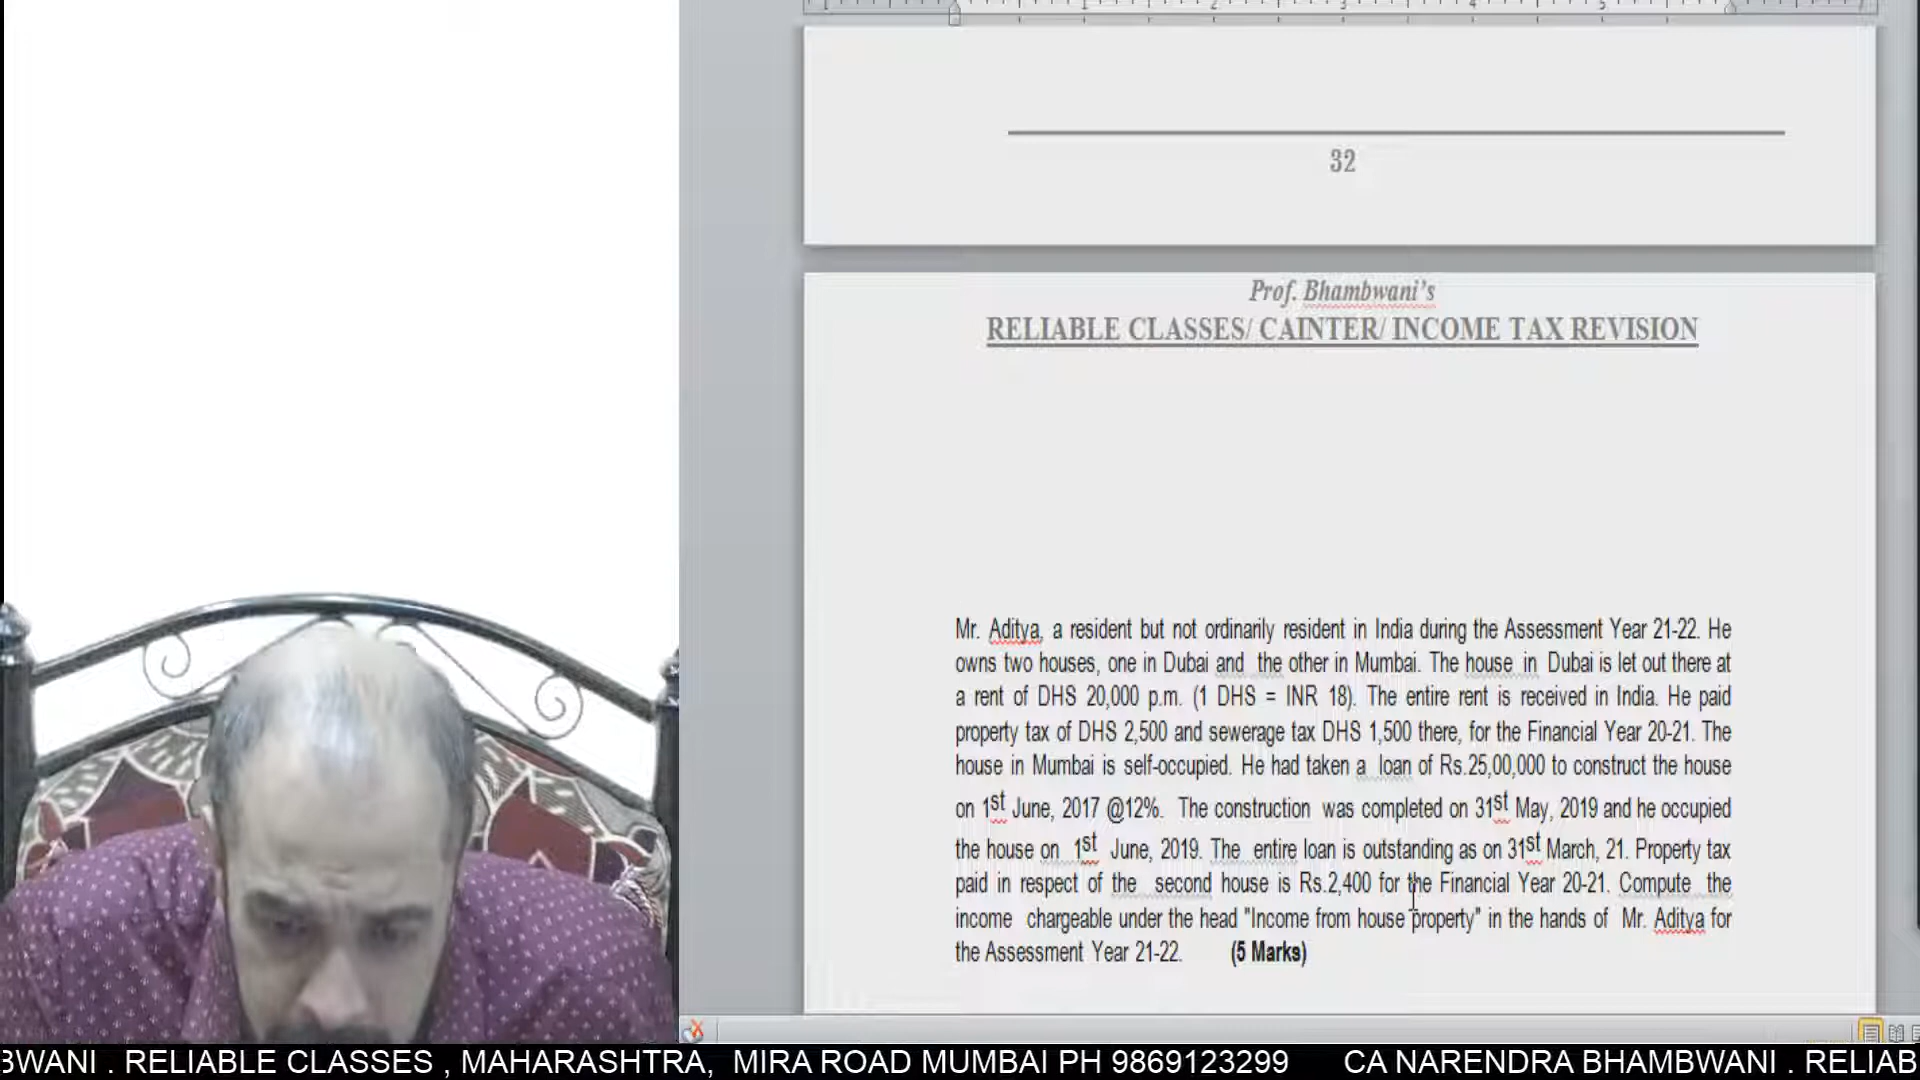 32
Prof. Bhambwani's
RELIABLE CLASSES/ CAINTER/ INCOME TAX REVISION
Mr. Aditya, a resident but not ordinarily resident in India during the Assessment Year 21-22. He
owns two houses, one in Dubai and the other in Mumbai. The house in Dubai is let out there at
a rent of DHS 20,000 p.m. (1 DHS = INR 18). The entire rent is received in India. He paid
property tax of DHS 2,500 and sewerage tax DHS 1,500 there, for the Financial Year 20-21. The
house in Mumbai is self-occupied. He had taken a loan of Rs.25,00,000 to construct the house
on 1st June, 2017 @12%. The construction was completed on 31st May, 2019 and he occupied
the house on 1st June, 2019. The entire loan is outstanding as on 31st March, 21. Property tax
paid in respect of the second house is Rs.2,400 for the Financial Year 20-21. Compute the
income chargeable under the head "Income from house property" in the hands of Mr. Aditya for
the Assessment Year 21-22. (5 Marks)
BWANI . RELIABLE CLASSES , MAHARASHTRA, MIRA ROAD MUMBAI PH 9869123299 CA NARENDRA BHAMBWANI . RELIAB